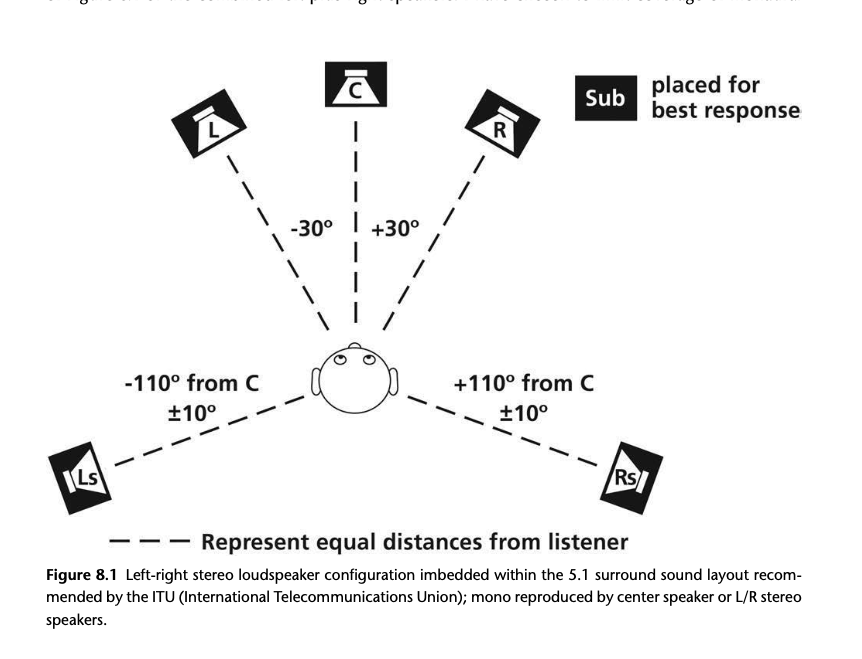 C
L
R
Sub
placed for
best response
-30º
+30º
-110º from C
±10º
+110º from C
±10º
Ls
Rs
Represent equal distances from listener
Figure 8.1 Left-right stereo loudspeaker configuration imbedded within the 5.1 surround sound layout recom-
mended by the ITU (International Telecommunications Union); mono reproduced by center speaker or L/R stereo
speakers.